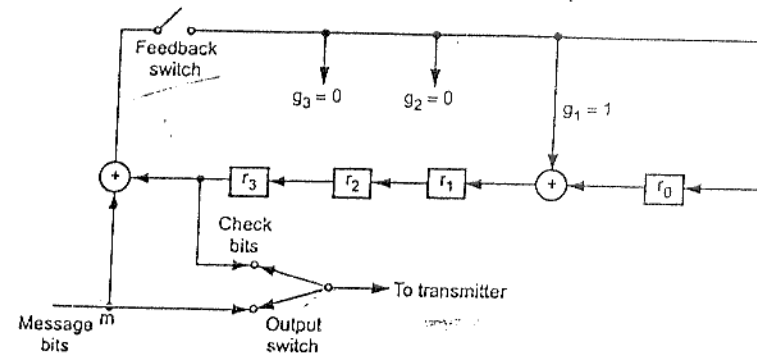 Feedback
switch
g₃ = 0
g₂ = 0
g₁ = 1
+
r₃
r₂
r₁
+
r₀
Check
bits
To transmitter
Message
bits
m
Output
switch